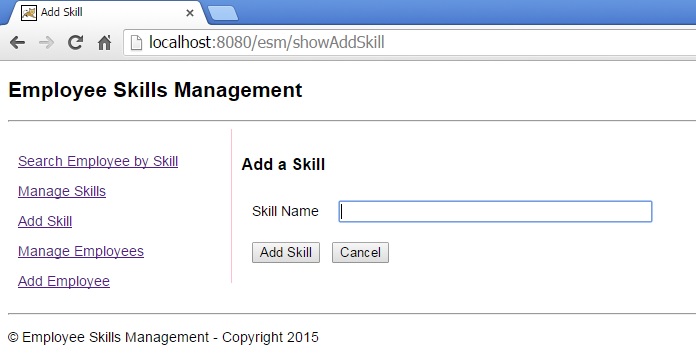 Add Skill
localhost:8080/esm/showAddSkill
Employee Skills Management
Search Employee by Skill
Manage Skills
Add Skill
Manage Employees
Add Employee
Add a Skill
Skill Name
Add Skill Cancel
© Employee Skills Management - Copyright 2015